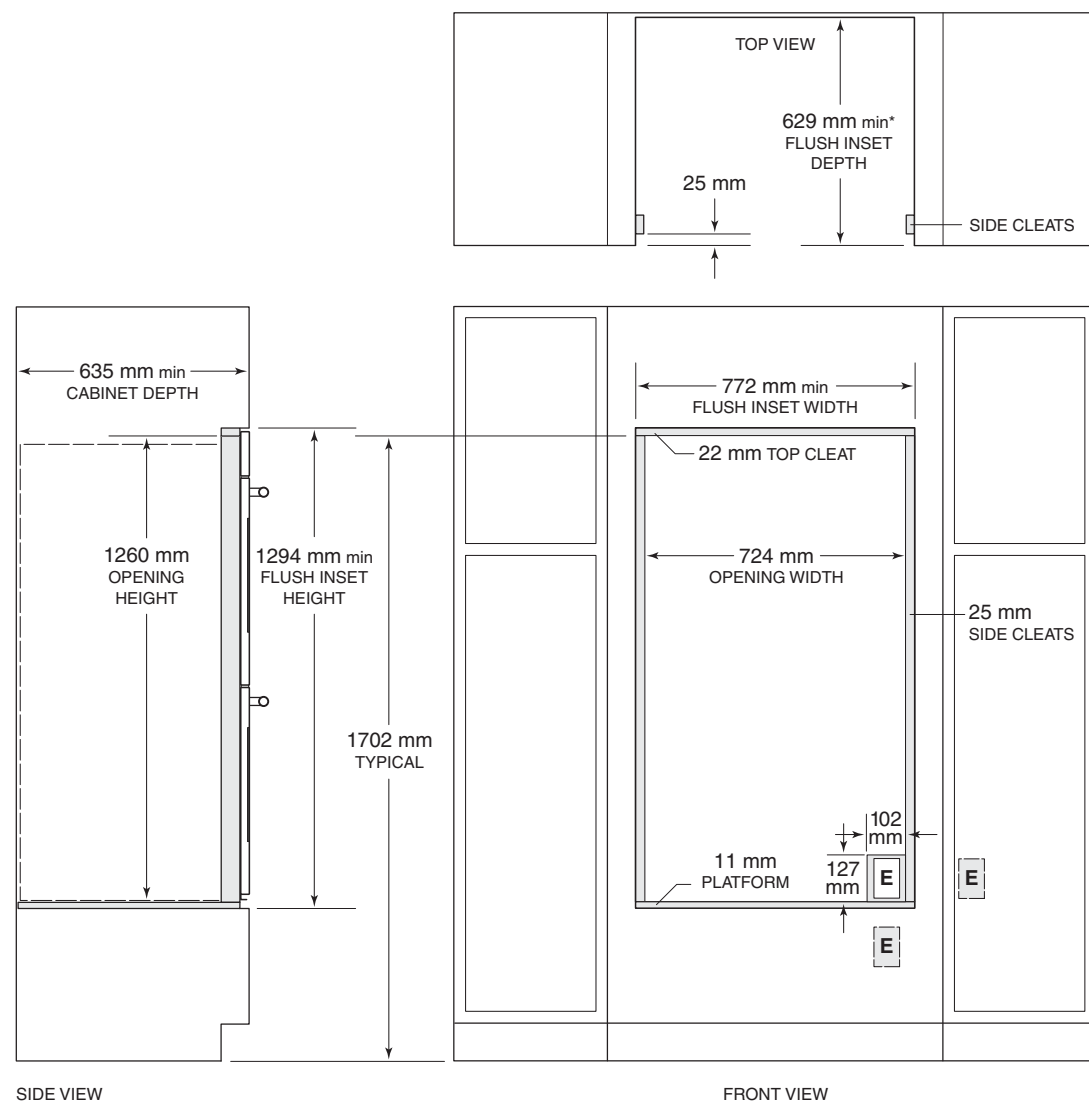 TOP VIEW
629 mm min*
FLUSH INSET
DEPTH
25 mm
SIDE CLEATS
635 mm min
CABINET DEPTH
772 mm min
FLUSH INSET WIDTH
22 mm TOP CLEAT
1260 mm
OPENING
HEIGHT
1294 mm min
FLUSH INSET
HEIGHT
724 mm
OPENING WIDTH
25 mm
SIDE CLEATS
1702 mm
TYPICAL
102
mm
11 mm
PLATFORM
127
mm
E
E
E
SIDE VIEW
FRONT VIEW